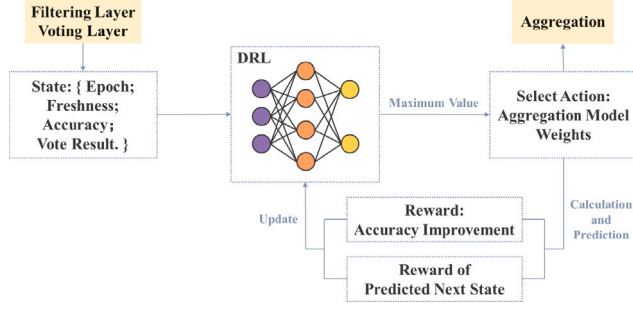 Filtering Layer
Voting Layer
State: { Epoch;
Freshness;
Accuracy;
Vote Result. }
DRL
Maximum Value
Aggregation
Select Action:
Aggregation Model
Weights
Update
Reward:
Accuracy Improvement
Reward of
Predicted Next State
Calculation
and
Prediction